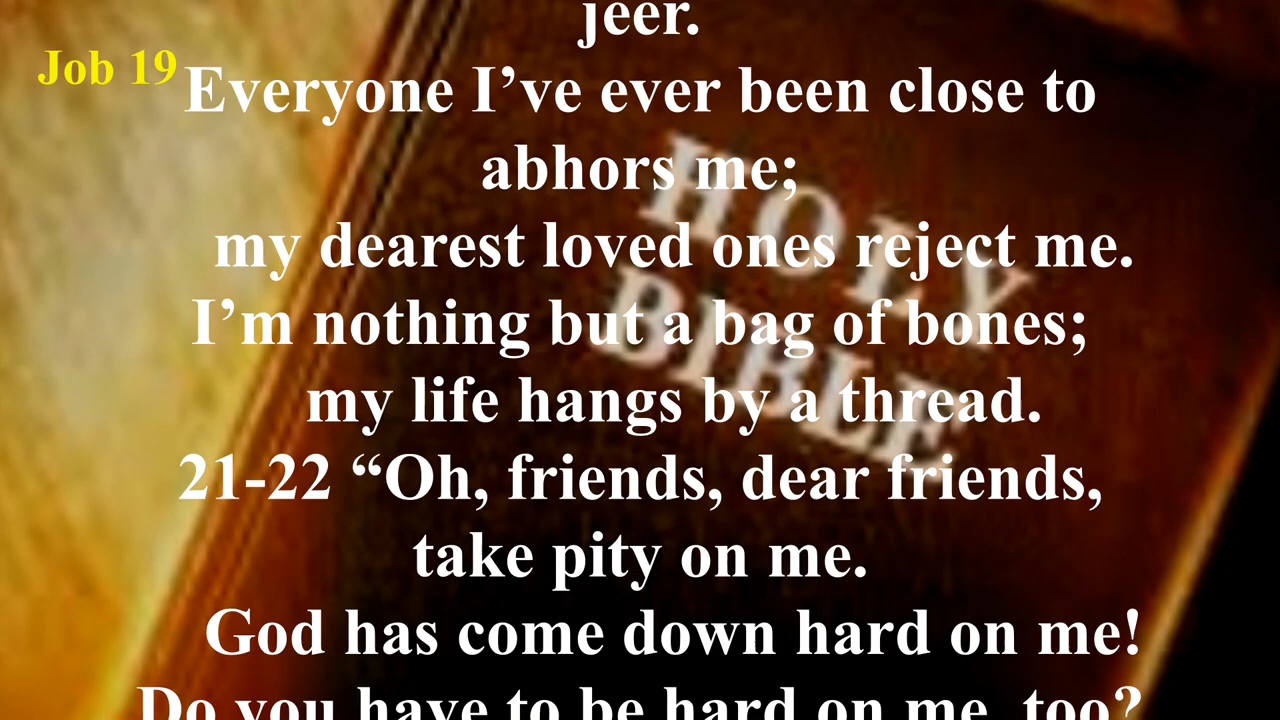 jeer.
Job 19
Everyone I’ve ever been close to
abhors me;
my dearest loved ones reject me.
I’m nothing but a bag of bones;
my life hangs by a thread.
21-22 “Oh, friends, dear friends,
take pity on me.
God has come down hard on me!
Do you have to be hard on me, too?
HOLY
BIBLE